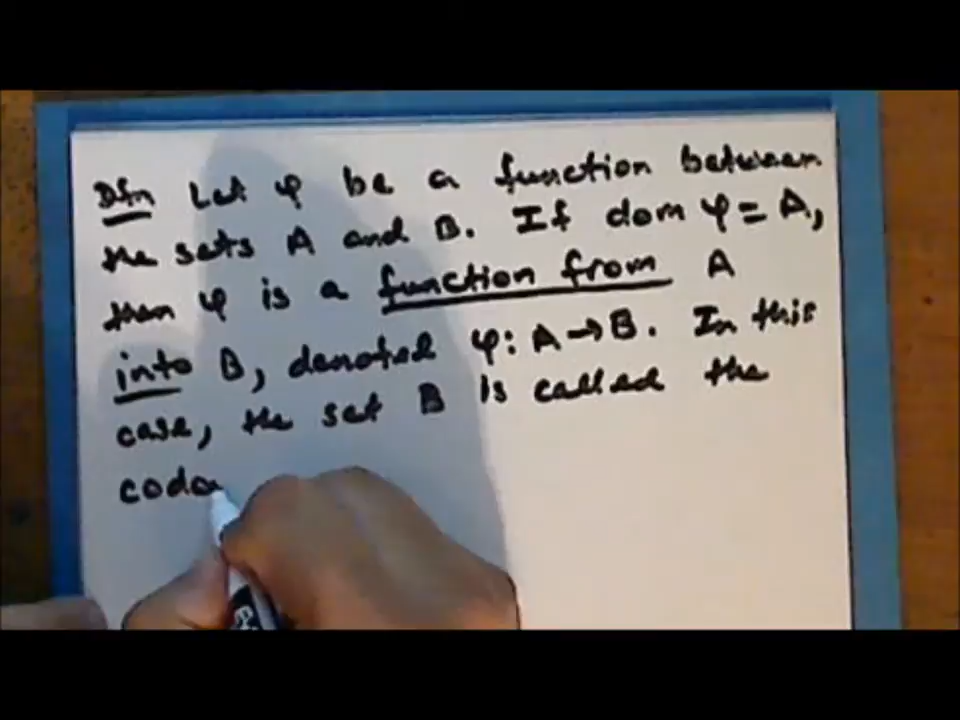 Dfn Let φ be a function between
the sets A and B. If dom φ = A,
then φ is a function from A
into B, denoted φ: A → B. In this
case, the set B is called the
coda